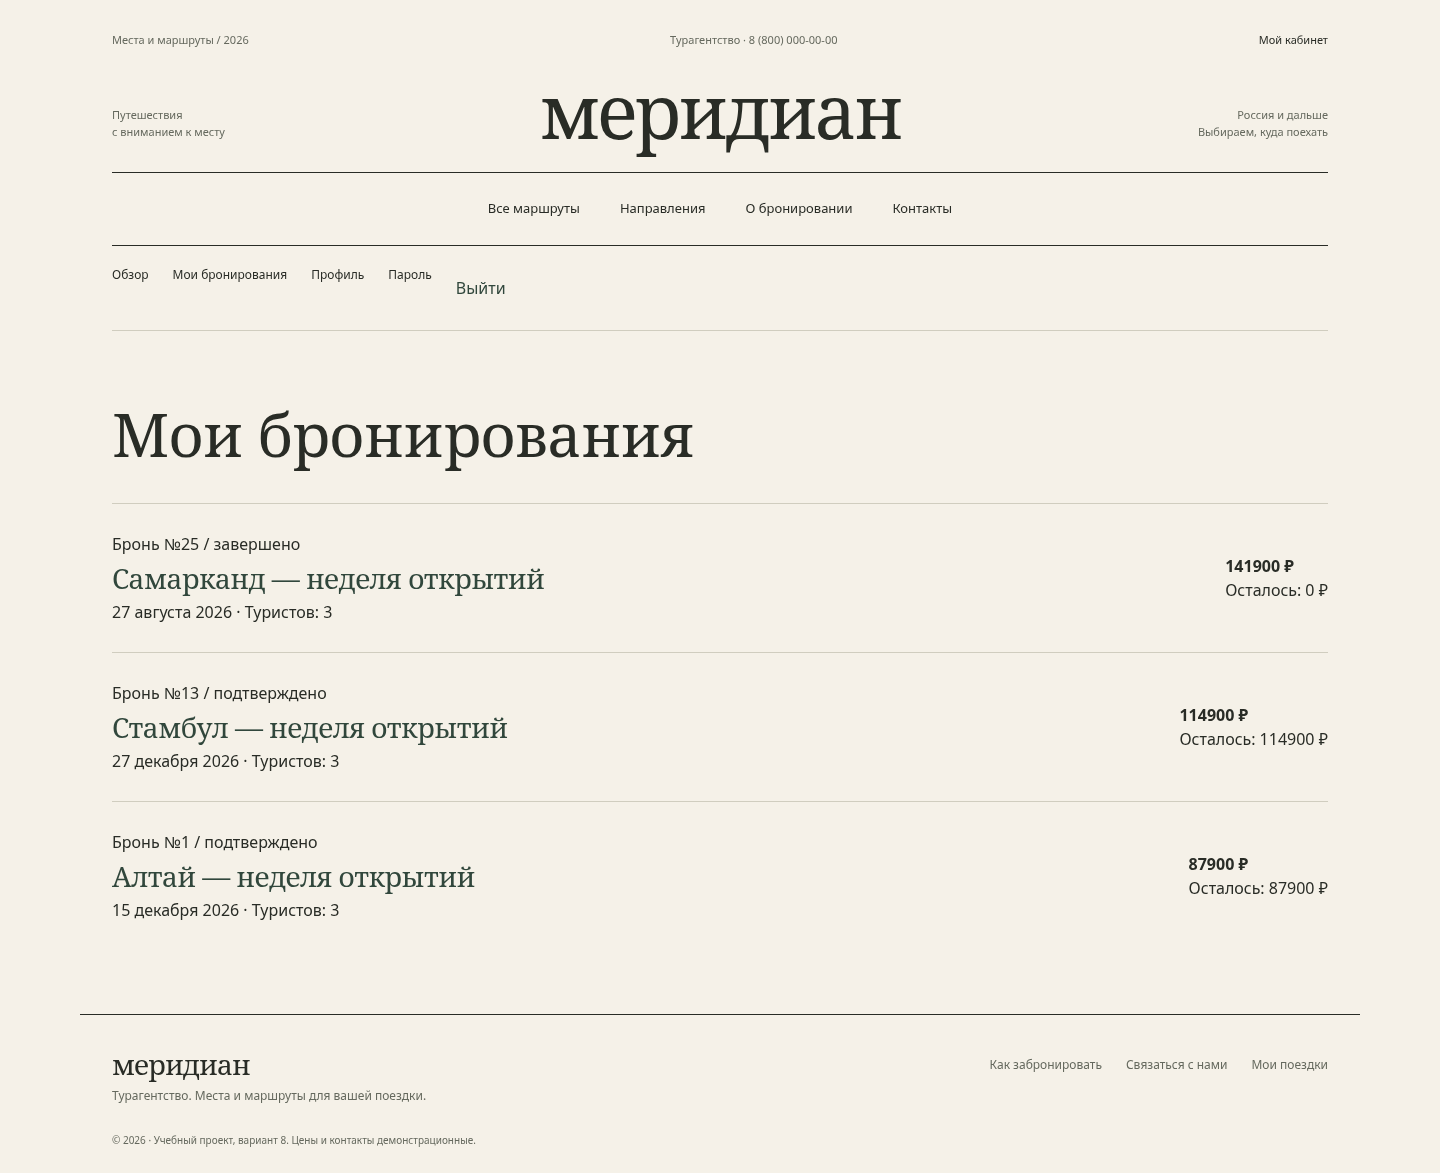 Места и маршруты / 2026
Турагентство · 8 (800) 000-00-00
Мой кабинет
Путешествия
с вниманием к месту
меридиан
Россия и дальше
Выбираем, куда поехать
Все маршруты
Направления
О бронировании
Контакты
Обзор
Мои бронирования
Профиль
Пароль
Выйти
Мои бронирования
Бронь №25 / завершено
Самарканд — неделя открытий
27 августа 2026 · Туристов: 3
141900 ₽
Осталось: 0 ₽
Бронь №13 / подтверждено
Стамбул — неделя открытий
27 декабря 2026 · Туристов: 3
114900 ₽
Осталось: 114900 ₽
Бронь №1 / подтверждено
Алтай — неделя открытий
15 декабря 2026 · Туристов: 3
87900 ₽
Осталось: 87900 ₽
меридиан
Турагентство. Места и маршруты для вашей поездки.
Как забронировать
Связаться с нами
Мои поездки
© 2026 · Учебный проект, вариант 8. Цены и контакты демонстрационные.